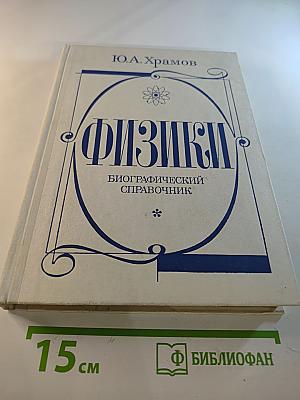 Ю.А.Храмов
ФИЗИКИ
БИОГРАФИЧЕСКИЙ
СПРАВОЧНИК
*
15 см
Ф БИБЛИОФАН